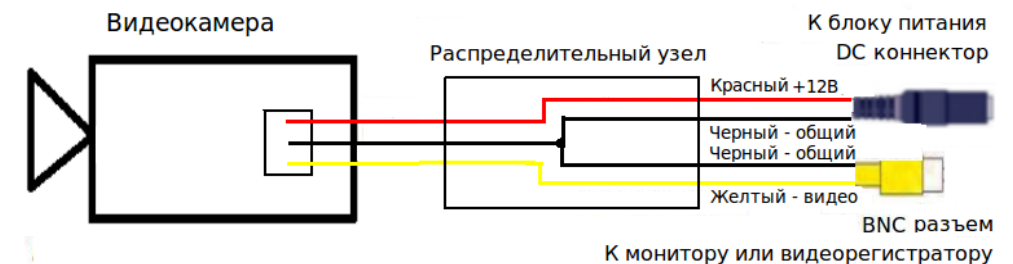 Видеокамера
К блоку питания
DC коннектор
Распределительный узел
Красный +12В
Черный - общий
Черный - общий
Желтый - видео
BNC разъем
К монитору или видеорегистратору